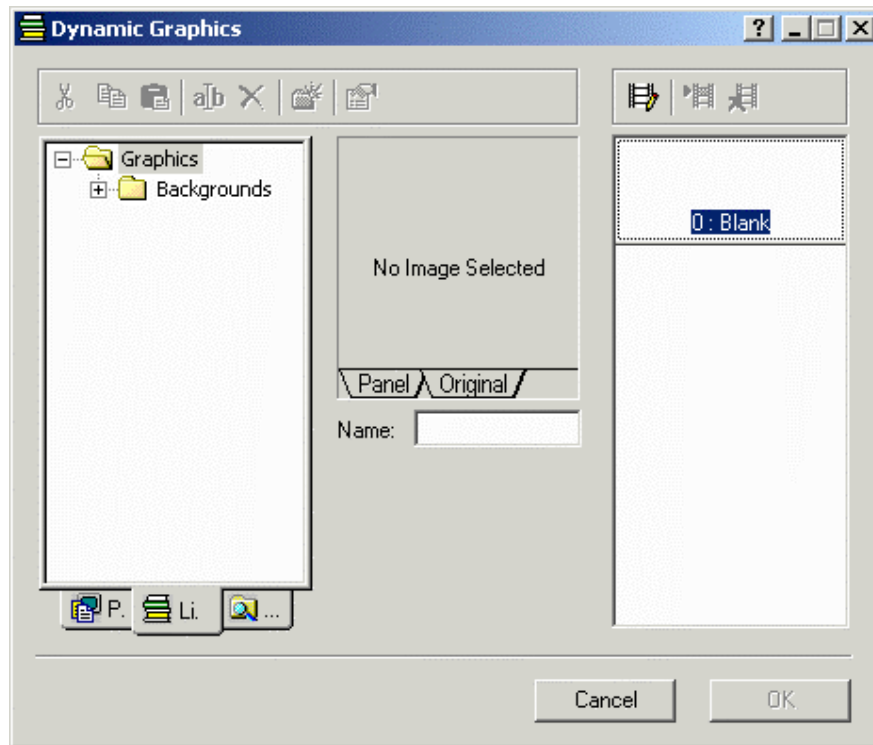 Dynamic Graphics
Graphics
Backgrounds
No Image Selected
Panel Original
Name:
0 : Blank
P. Li. ...
Cancel OK